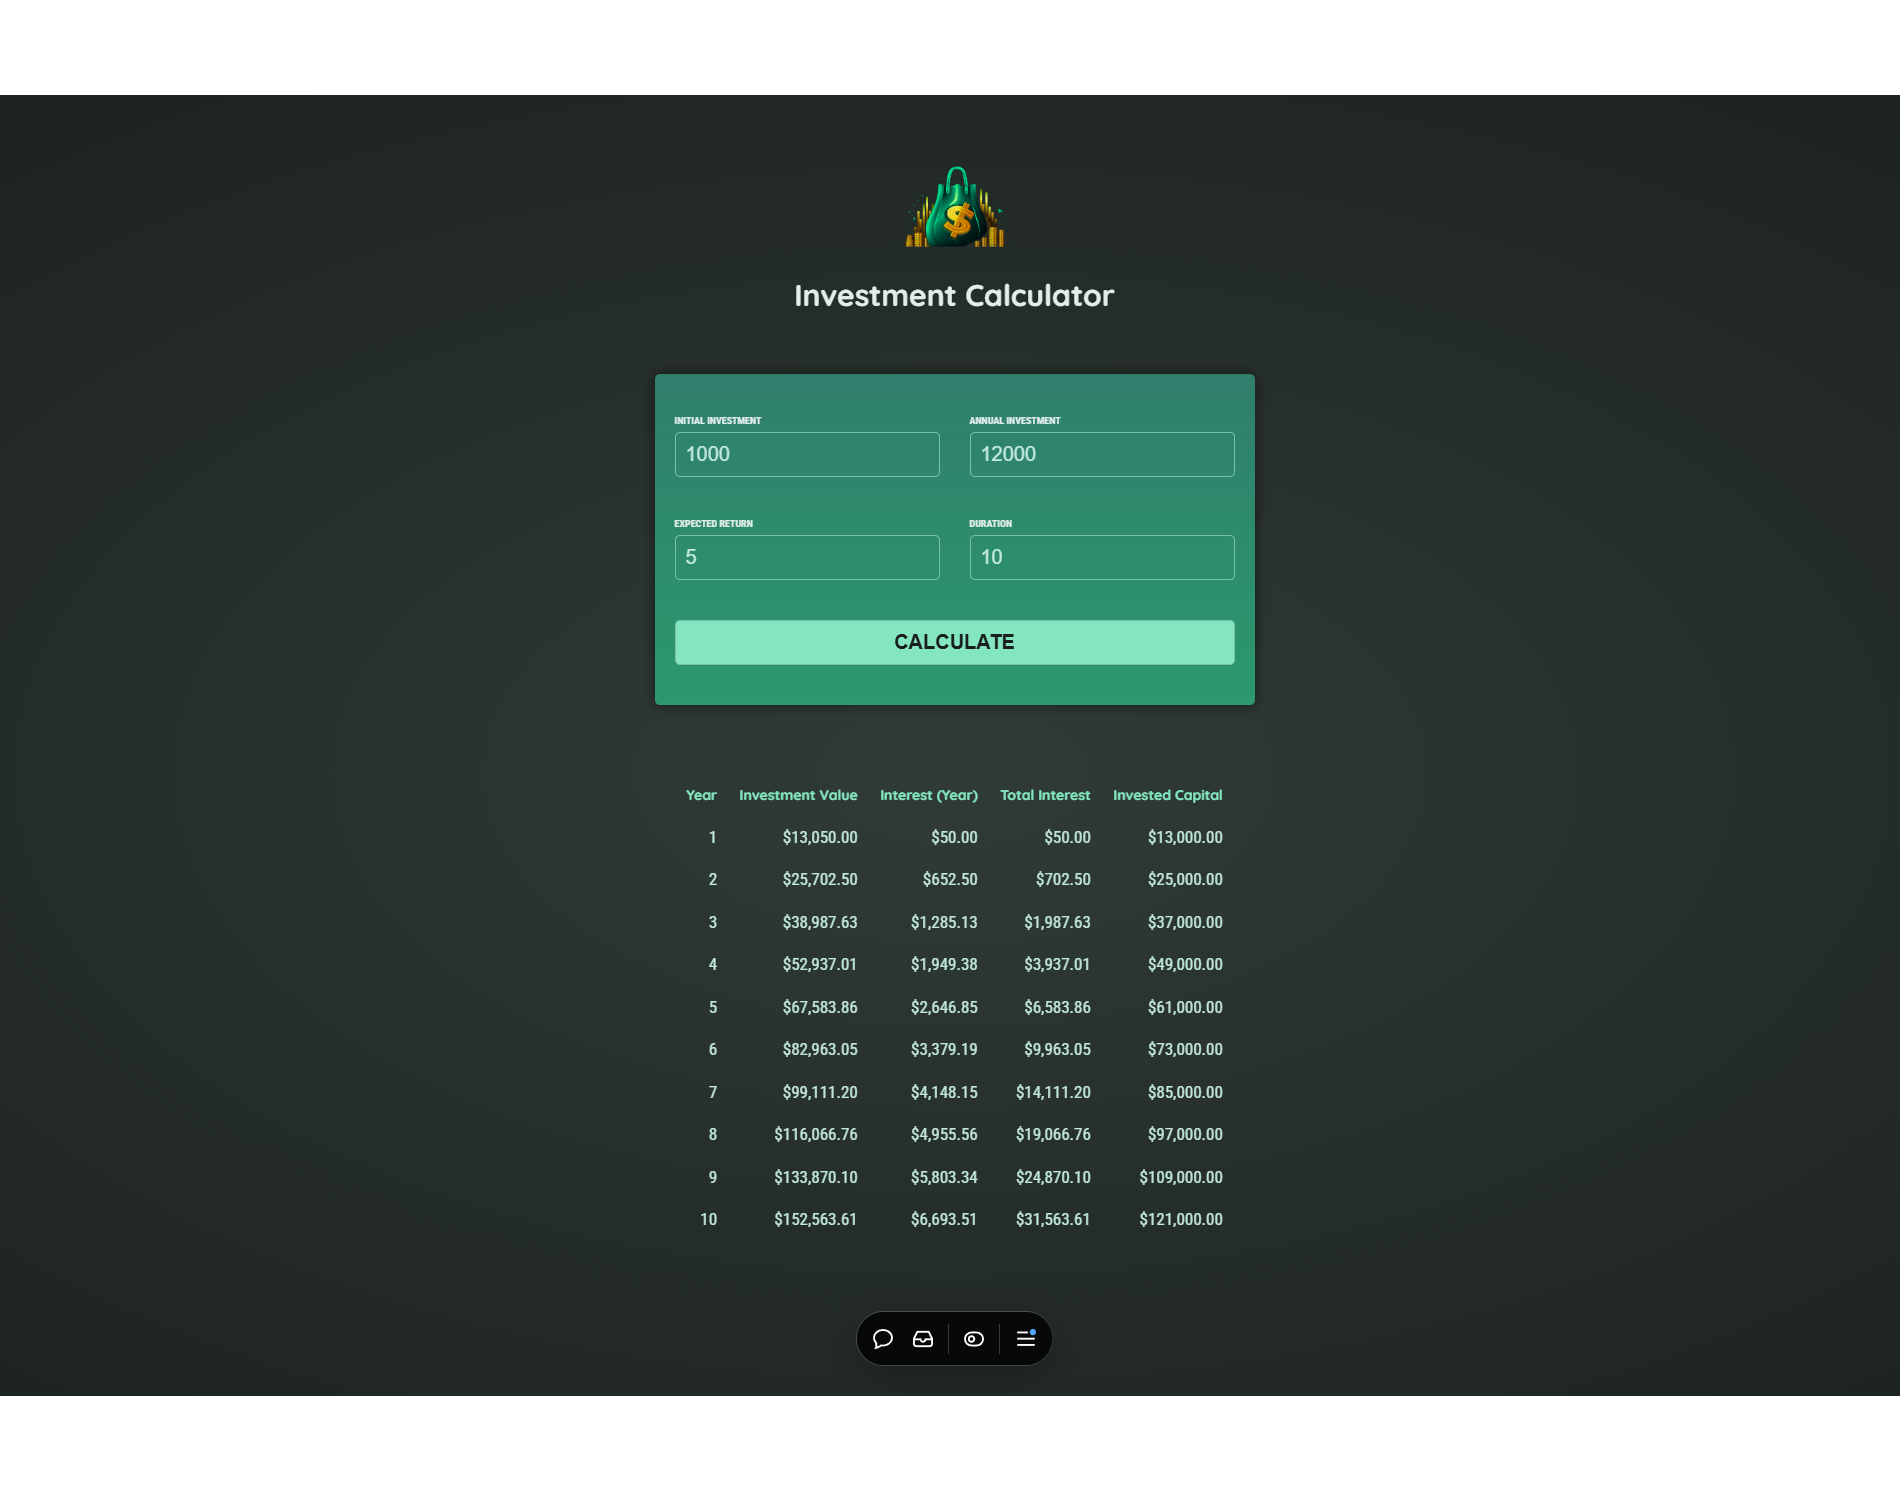 $
Investment Calculator
INITIAL INVESTMENT ANNUAL INVESTMENT
1000 12000
EXPECTED RETURN DURATION
5 10
CALCULATE
Year Investment Value Interest (Year) Total Interest Invested Capital
1 $13,050.00 $50.00 $50.00 $13,000.00
2 $25,702.50 $652.50 $702.50 $25,000.00
3 $38,987.63 $1,285.13 $1,987.63 $37,000.00
4 $52,937.01 $1,949.38 $3,937.01 $49,000.00
5 $67,583.86 $2,646.85 $6,583.86 $61,000.00
6 $82,963.05 $3,379.19 $9,963.05 $73,000.00
7 $99,111.20 $4,148.15 $14,111.20 $85,000.00
8 $116,066.76 $4,955.56 $19,066.76 $97,000.00
9 $133,870.10 $5,803.34 $24,870.10 $109,000.00
10 $152,563.61 $6,693.51 $31,563.61 $121,000.00